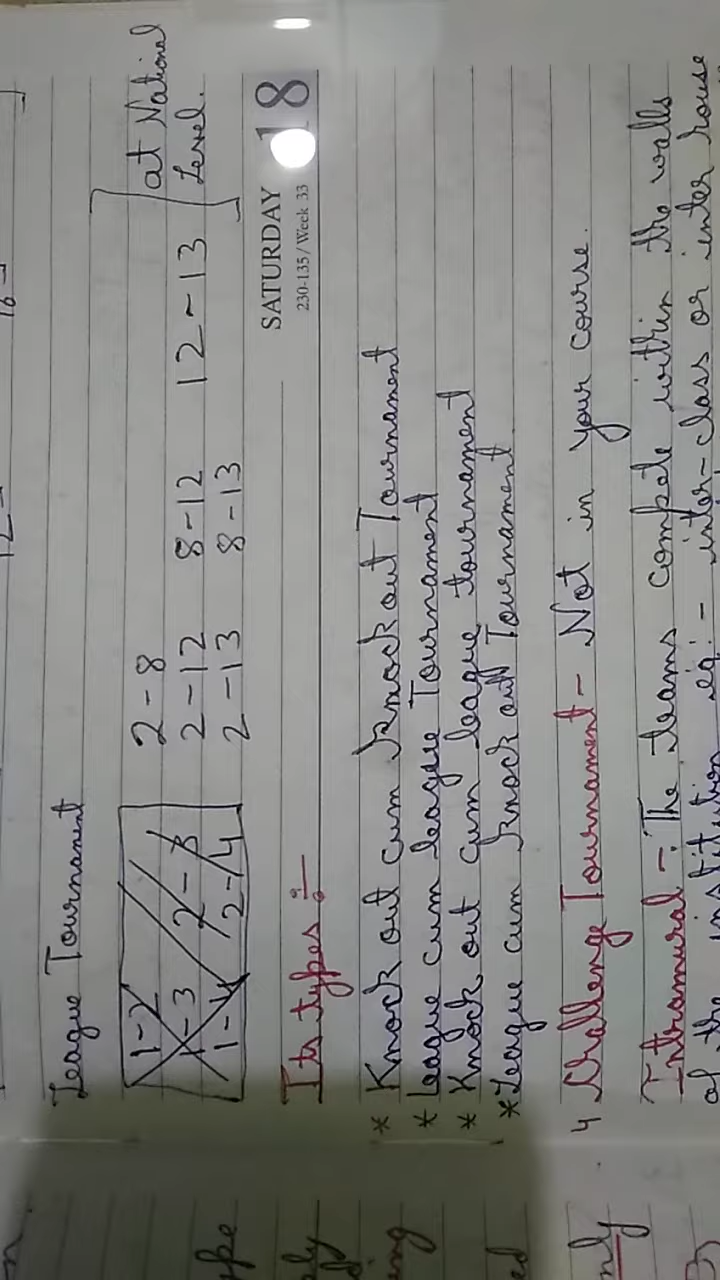 League Tournament
1-2
1-3 2-3
1-4 2-4
2-8
2-12 8-12 12-13
2-13 8-13
at National
Level.
SATURDAY 18
230-135/Week 33
Its types :-
* Knock out cum Knock out Tournament
* League cum league Tournament
* Knock out cum league tournament
* League cum Knock out Tournament
4 Challenge Tournament - Not in your course.
Intramural -: The teams compete within the walls
of the institution eg:- inter-class or inter house